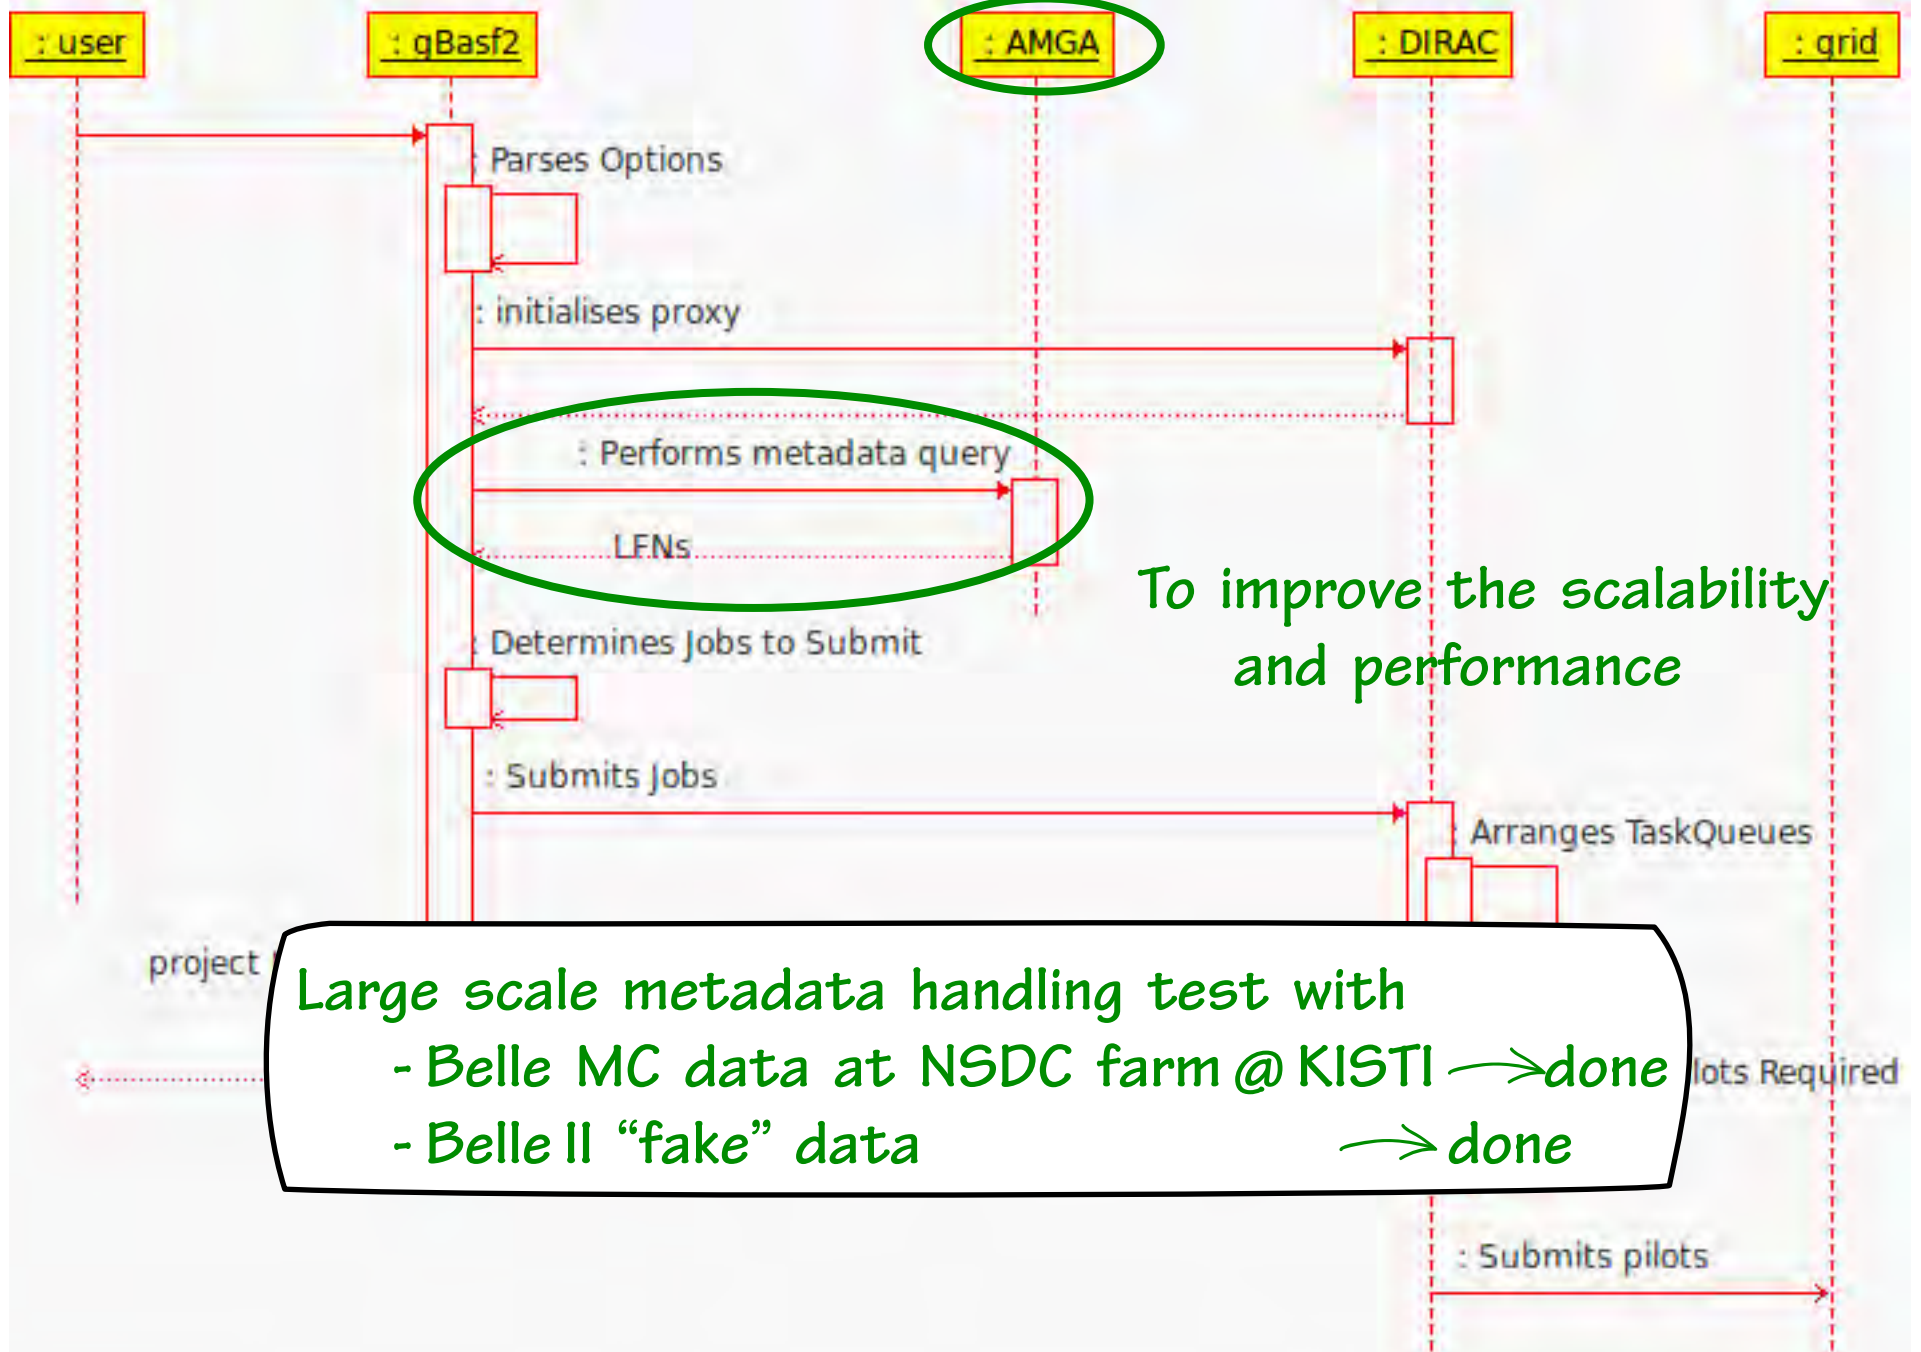 : user
: gBasf2
: AMGA
: DIRAC
: grid
: Parses Options
: initialises proxy
: Performs metadata query
LFNs
To improve the scalability
and performance
: Determines Jobs to Submit
: Submits Jobs
: Arranges TaskQueues
project
Large scale metadata handling test with
- Belle MC data at NSDC farm @ KISTI → done
Required
- Belle II “fake” data → done
: Submits pilots